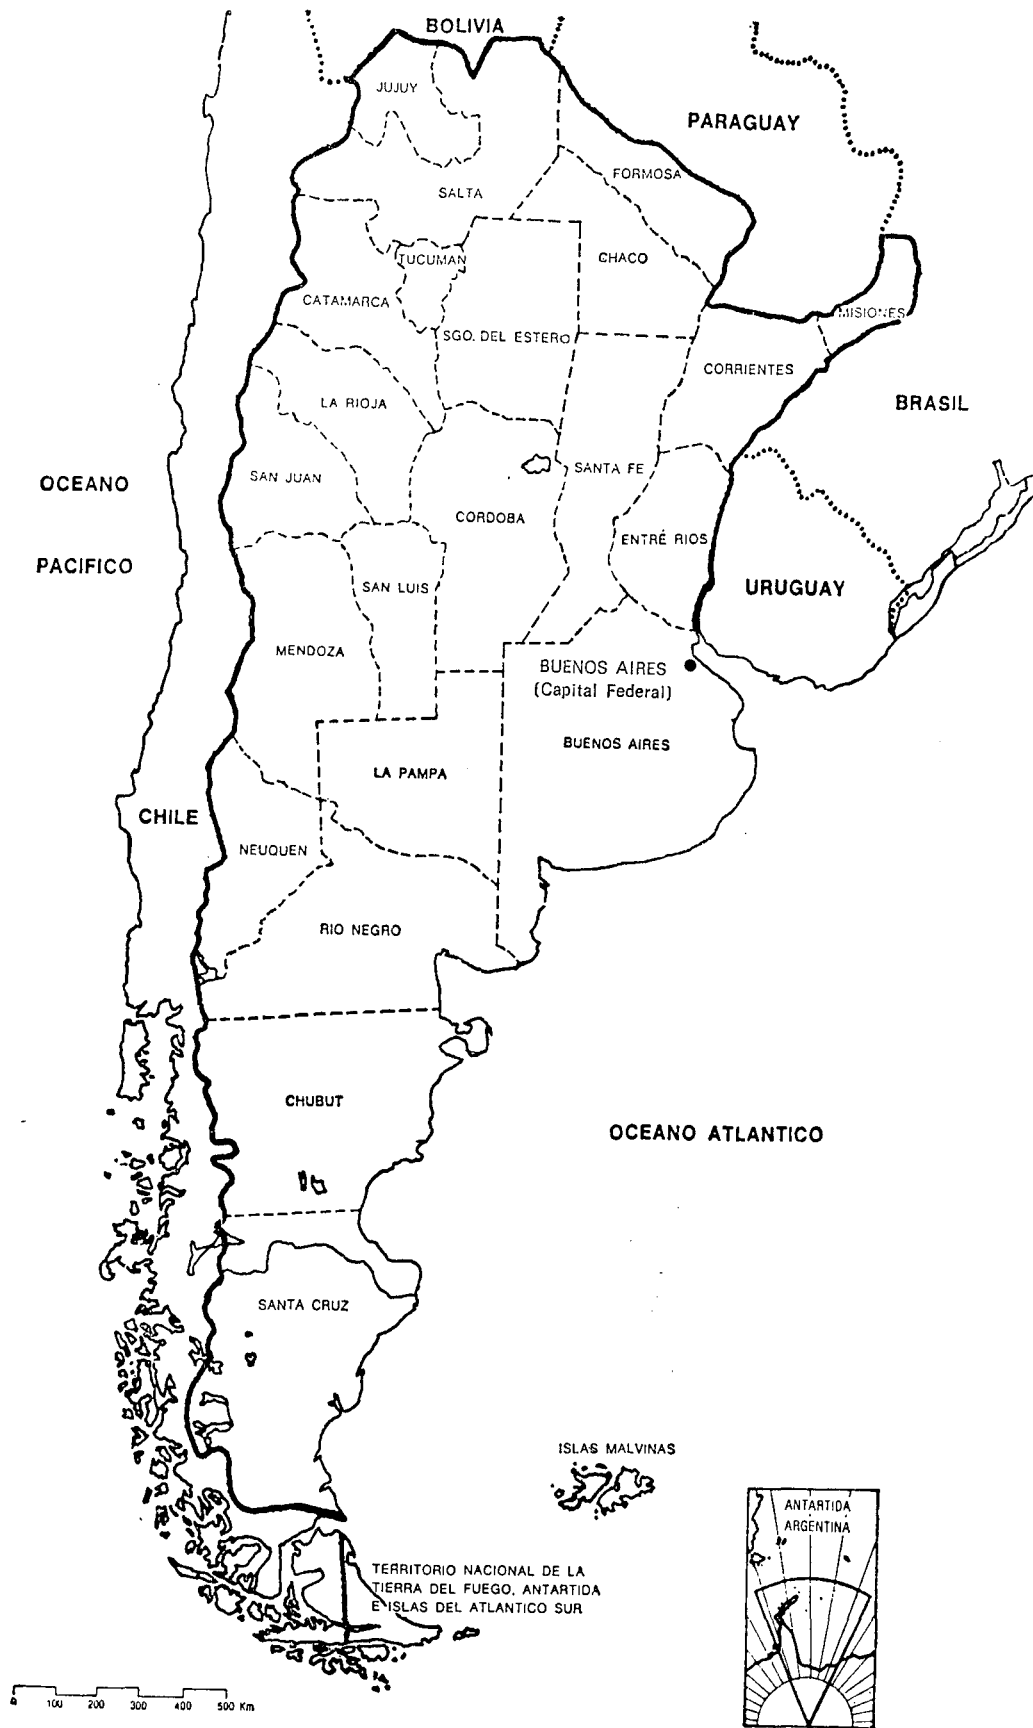 BOLIVIA
JUJUY
PARAGUAY
FORMOSA
SALTA
TUCUMAN
CHACO
CATAMARCA
MISIONES
SGO. DEL ESTERO
CORRIENTES
LA RIOJA
BRASIL
SAN JUAN
SANTA FE
OCEANO
PACIFICO
CORDOBA
ENTRÉ RIOS
SAN LUIS
URUGUAY
MENDOZA
BUENOS AIRES
(Capital Federal)
BUENOS AIRES
LA PAMPA
CHILE
NEUQUEN
RIO NEGRO
CHUBUT
OCEANO ATLANTICO
SANTA CRUZ
ISLAS MALVINAS
ANTARTIDA
ARGENTINA
TERRITORIO NACIONAL DE LA
TIERRA DEL FUEGO, ANTARTIDA
E ISLAS DEL ATLANTICO SUR
0 100 200 300 400 500 Km